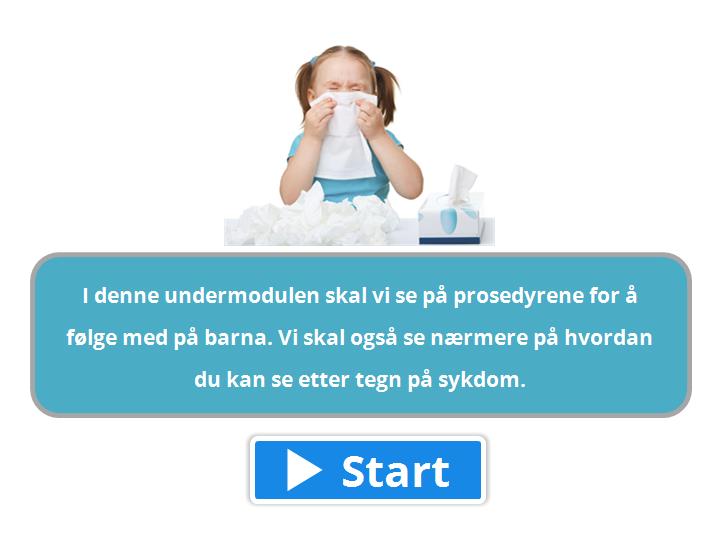 I denne undermodulen skal vi se på prosedyrene for å
følge med på barna. Vi skal også se nærmere på hvordan
du kan se etter tegn på sykdom.
Start